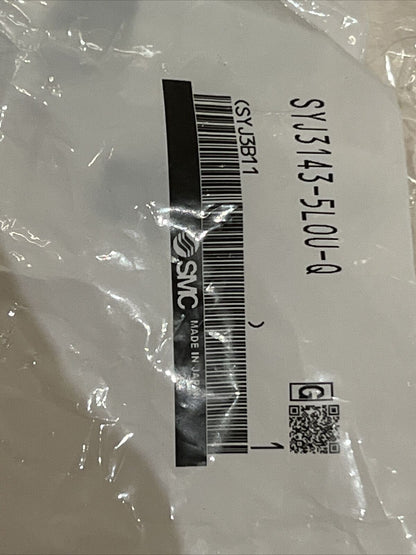 SYJ3143-5LOU-Q
(SYJ3B11 )
G
1
SMC
MADE IN JAPAN